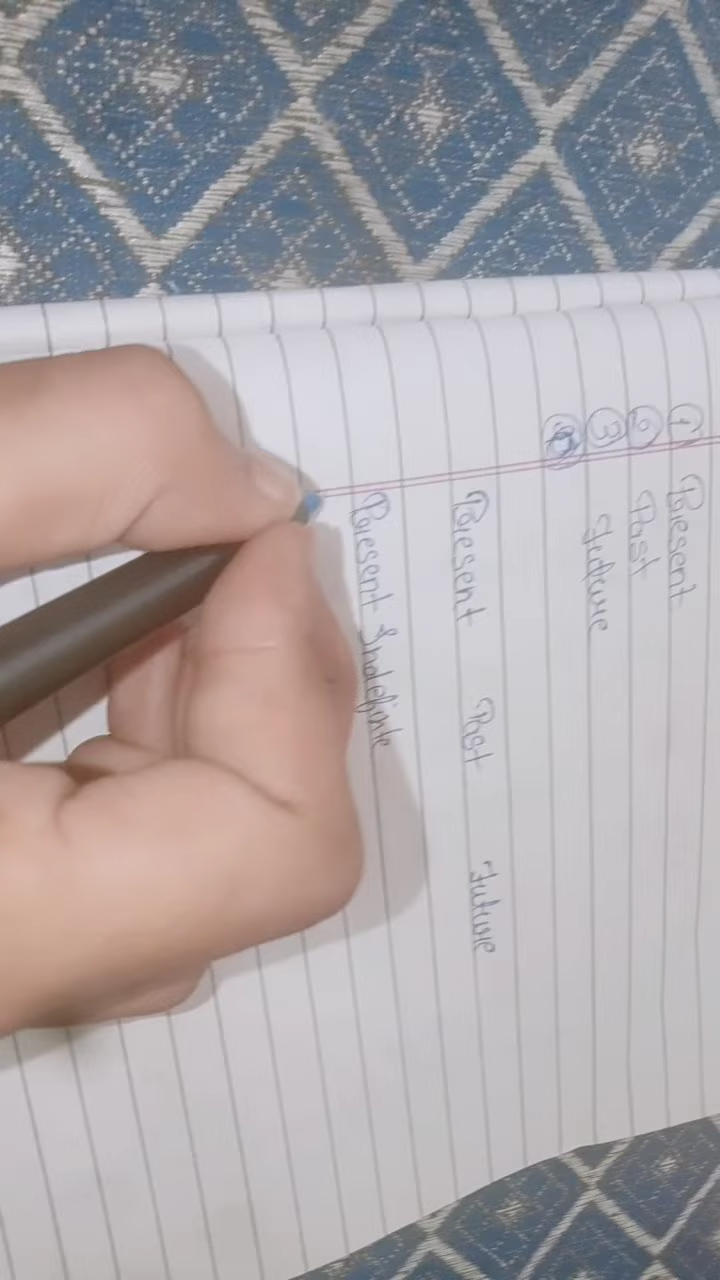 ① Present
② Past
③ Future
Present Past Future
Present Indefinite